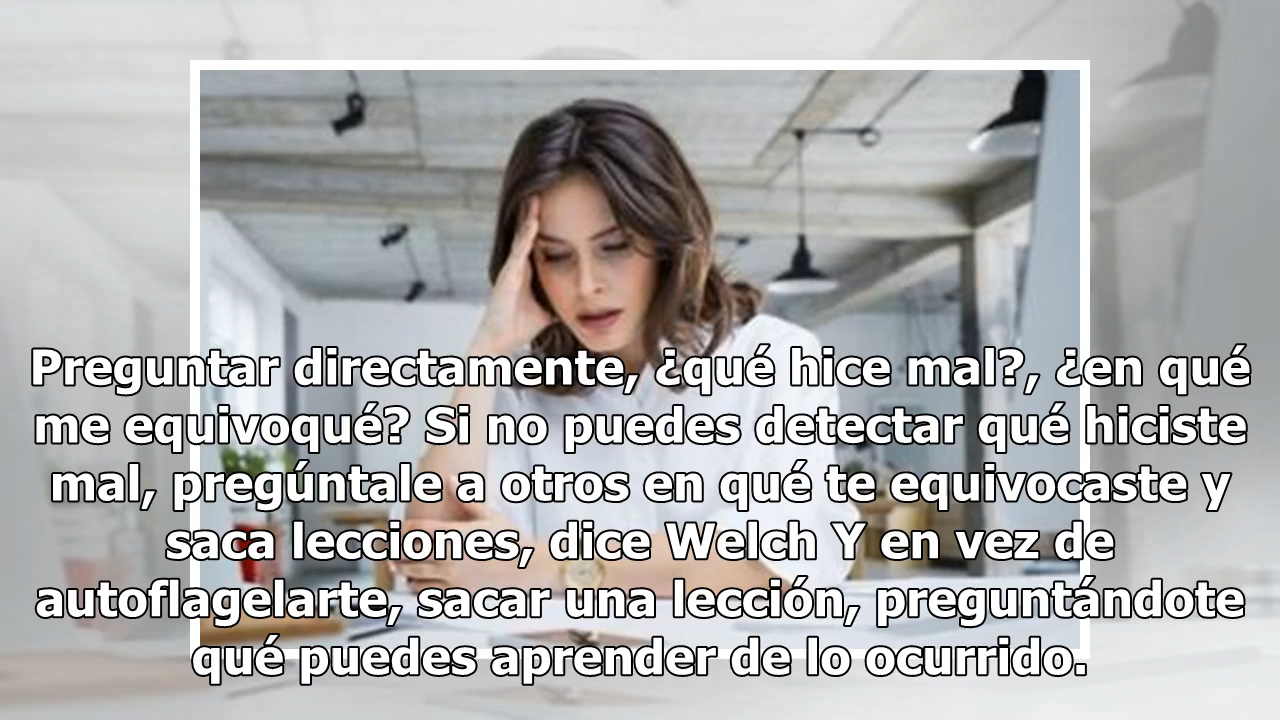 Preguntar directamente, ¿qué hice mal?, ¿en qué
me equivoqué? Si no puedes detectar qué hiciste
mal, pregúntale a otros en qué te equivocaste y
saca lecciones, dice Welch Y en vez de
autoflagelarte, sacar una lección, preguntándote
qué puedes aprender de lo ocurrido.